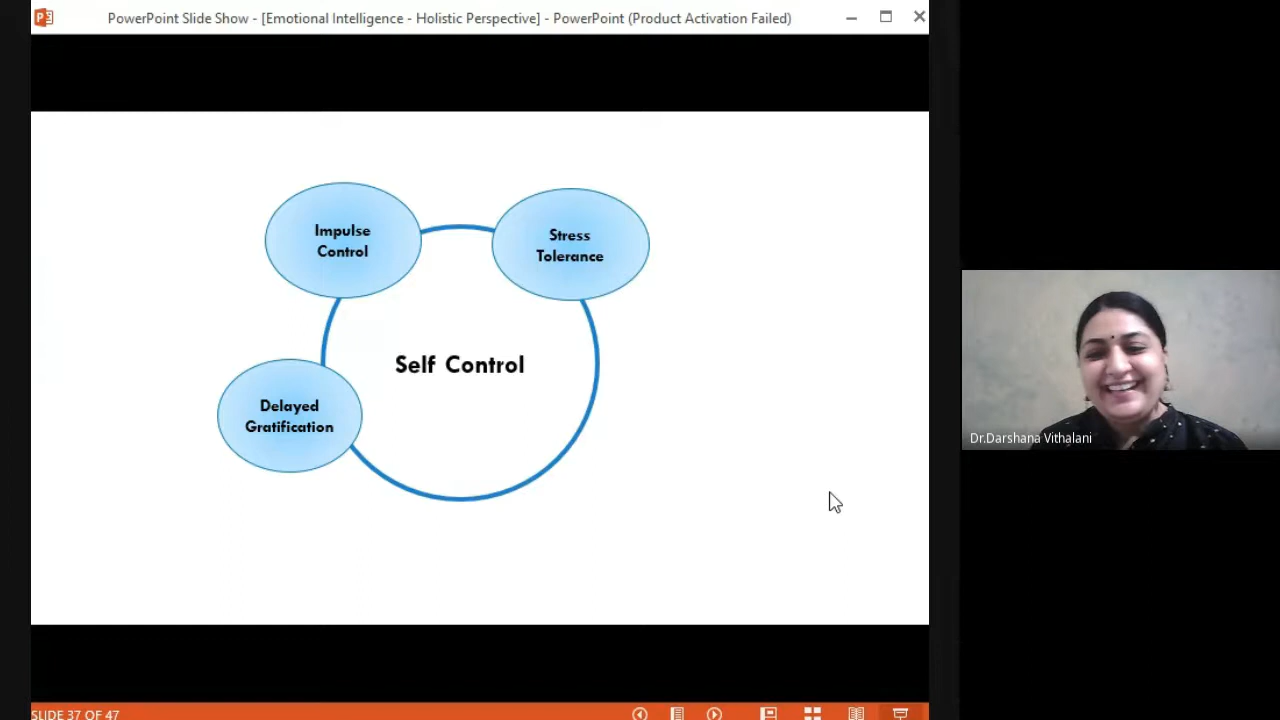 PowerPoint Slide Show - [Emotional Intelligence - Holistic Perspective] - PowerPoint (Product Activation Failed)
Impulse
Control
Stress
Tolerance
Self Control
Delayed
Gratification
Dr.Darshana Vithalani
SLIDE 37 OF 47